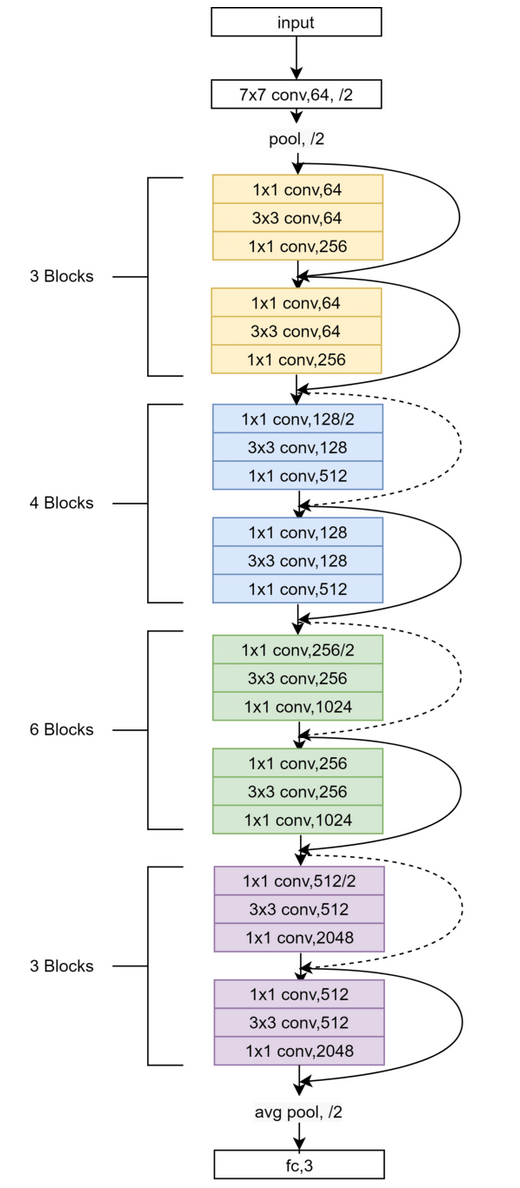 input
7x7 conv,64, /2
pool, /2
1x1 conv,64
3x3 conv,64
1x1 conv,256
3 Blocks
1x1 conv,64
3x3 conv,64
1x1 conv,256
1x1 conv,128/2
3x3 conv,128
1x1 conv,512
4 Blocks
1x1 conv,128
3x3 conv,128
1x1 conv,512
1x1 conv,256/2
3x3 conv,256
1x1 conv,1024
6 Blocks
1x1 conv,256
3x3 conv,256
1x1 conv,1024
1x1 conv,512/2
3x3 conv,512
1x1 conv,2048
3 Blocks
1x1 conv,512
3x3 conv,512
1x1 conv,2048
avg pool, /2
fc,3